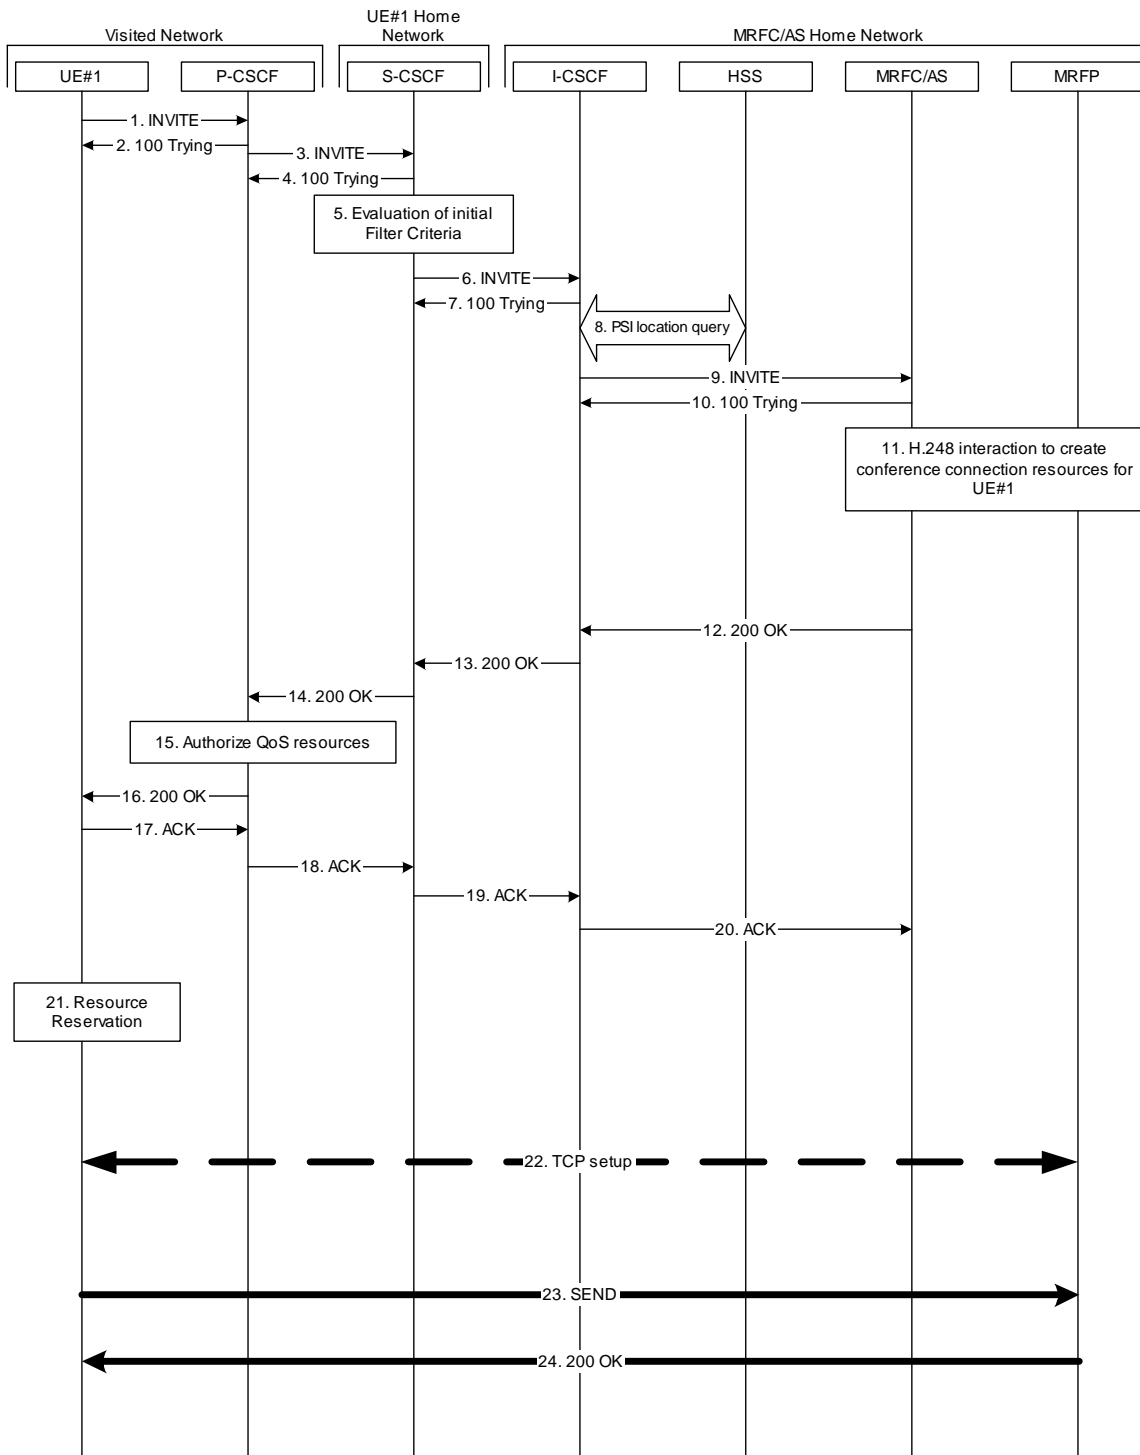 UE#1 Home
Visited Network
Network
MRFC/AS Home Network
UE#1
P-CSCF
S-CSCF
I-CSCF
HSS
MRFC/AS
MRFP
1. INVITE
2. 100 Trying
3. INVITE
4. 100 Trying
5. Evaluation of initial
Filter Criteria
6. INVITE
7. 100 Trying
8. PSI location query
9. INVITE
10. 100 Trying
11. H.248 interaction to create
conference connection resources for
UE#1
12. 200 OK
13. 200 OK
14. 200 OK
15. Authorize QoS resources
16. 200 OK
17. ACK
18. ACK
19. ACK
20. ACK
21. Resource
Reservation
22. TCP setup
23. SEND
24. 200 OK